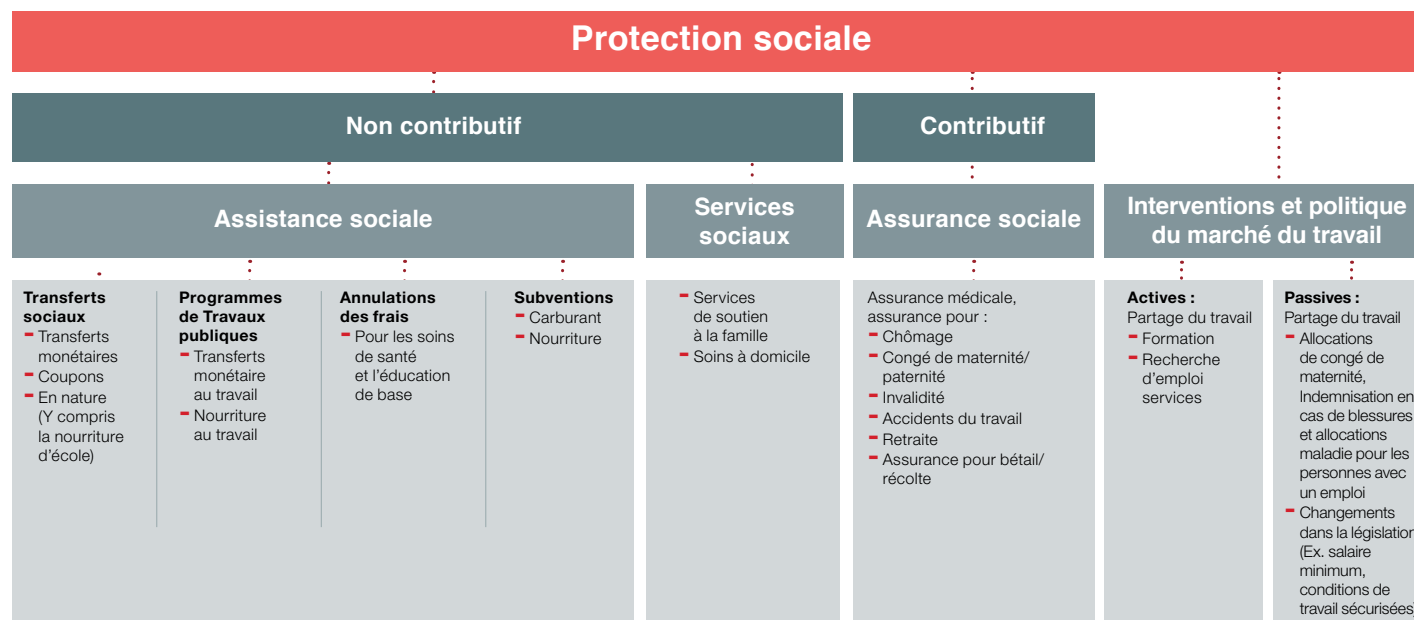 Protection sociale
Non contributif
Contributif
Assistance sociale
Services
sociaux
Assurance sociale
Interventions et politique
du marché du travail
Transferts
sociaux
- Transferts
monétaires
- Coupons
- En nature
(Y compris
la nourriture
d'école)
Programmes
de Travaux
publiques
- Transferts
monétaire
au travail
- Nourriture
au travail
Annulations
des frais
- Pour les soins
de santé
et l'éducation
de base
Subventions
- Carburant
- Nourriture
- Services
de soutien
à la famille
- Soins à domicile
Assurance médicale,
assurance pour :
- Chômage
- Congé de maternité/
paternité
- Invalidité
- Accidents du travail
- Retraite
- Assurance pour bétail/
récolte
Actives :
Partage du travail
- Formation
- Recherche
d'emploi
services
Passives :
Partage du travail
- Allocations
de congé de
maternité,
Indemnisation en
cas de blessures
et allocations
maladie pour les
personnes avec
un emploi
- Changements
dans la législation
(Ex. salaire
minimum,
conditions de
travail sécurisées)